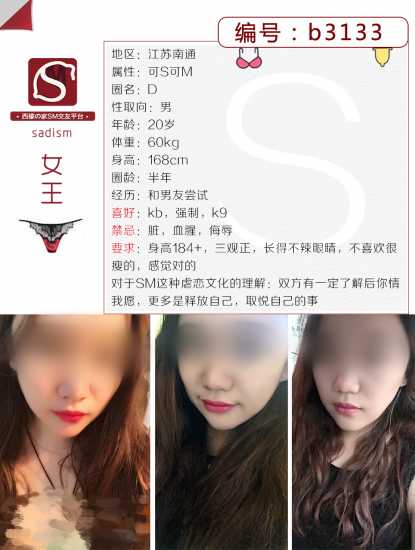 编号：b3133
S
西楼の家SM交友平台
sadism
女王
地区：江苏南通
属性：可S可M
圈名：D
性取向：男
年龄：20岁
体重：60kg
身高：168cm
圈龄：半年
经历：和男友尝试
喜好：kb，强制，k9
禁忌：脏，血腥，侮辱
要求：身高184+，三观正，长得不辣眼睛，不喜欢很
瘦的，感觉对的
对于SM这种虐恋文化的理解：双方有一定了解后你情
我愿，更多是释放自己，取悦自己的事